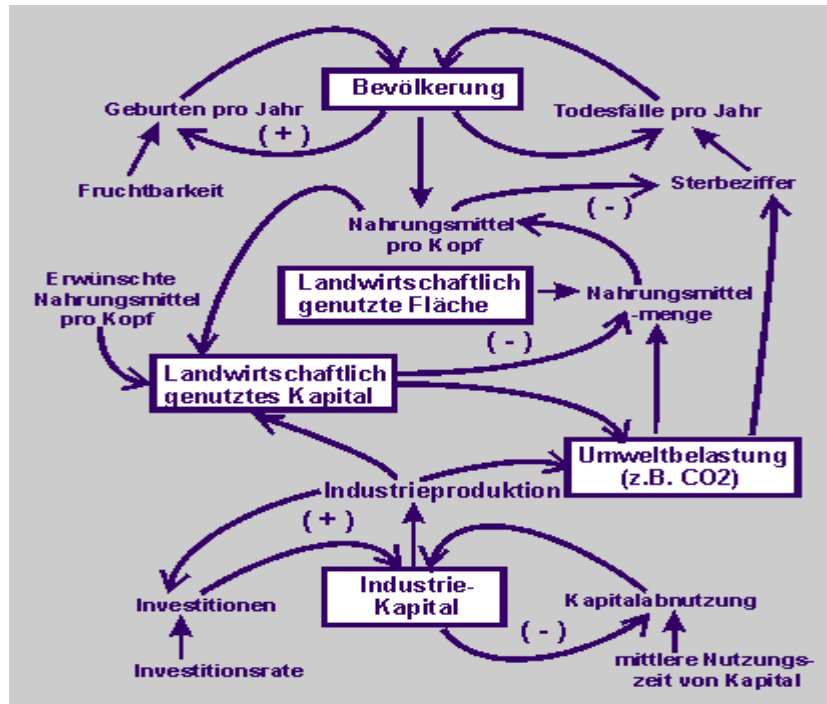 Bevölkerung
Geburten pro Jahr
Todesfälle pro Jahr
( + )
Fruchtbarkeit
Sterbeziffer
( - )
Nahrungsmittel
pro Kopf
Erwünschte
Nahrungsmittel
pro Kopf
Landwirtschaftlich
genutzte Fläche
Nahrungsmittel
-menge
( - )
Landwirtschaftlich
genutztes Kapital
Umweltbelastung
(z.B. CO2)
Industrieproduktion
( + )
Industrie-
Kapital
Investitionen
Kapitalabnutzung
( - )
Investitionsrate
mittlere Nutzungs-
zeit von Kapital